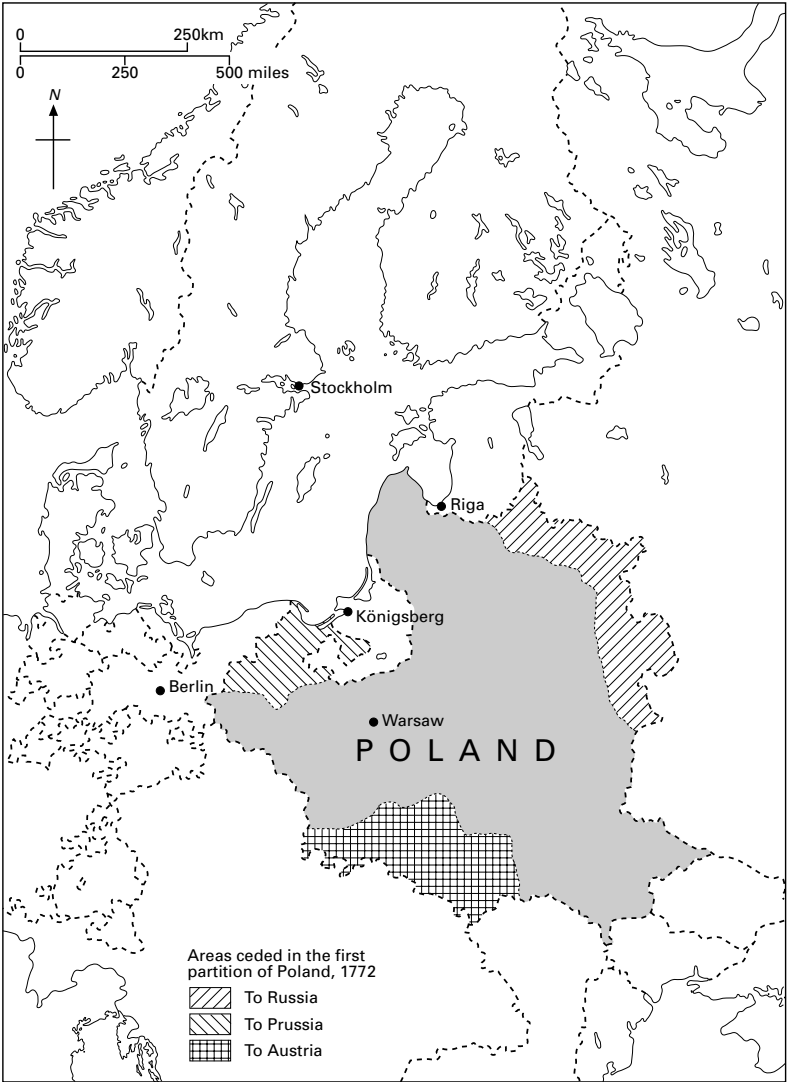 0 250km
0 250 500 miles
N
Stockholm
Riga
Königsberg
Berlin
Warsaw
POLAND
Areas ceded in the first
partition of Poland, 1772
To Russia
To Prussia
To Austria